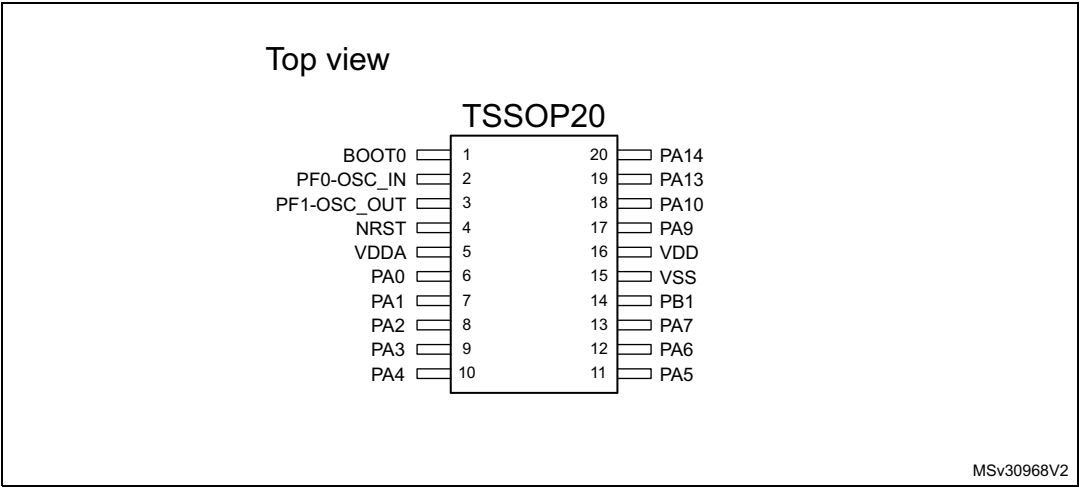 Top view
TSSOP20
BOOT0 1 20 PA14
PF0-OSC_IN 2 19 PA13
PF1-OSC_OUT 3 18 PA10
NRST 4 17 PA9
VDDA 5 16 VDD
PA0 6 15 VSS
PA1 7 14 PB1
PA2 8 13 PA7
PA3 9 12 PA6
PA4 10 11 PA5
MSv30968V2